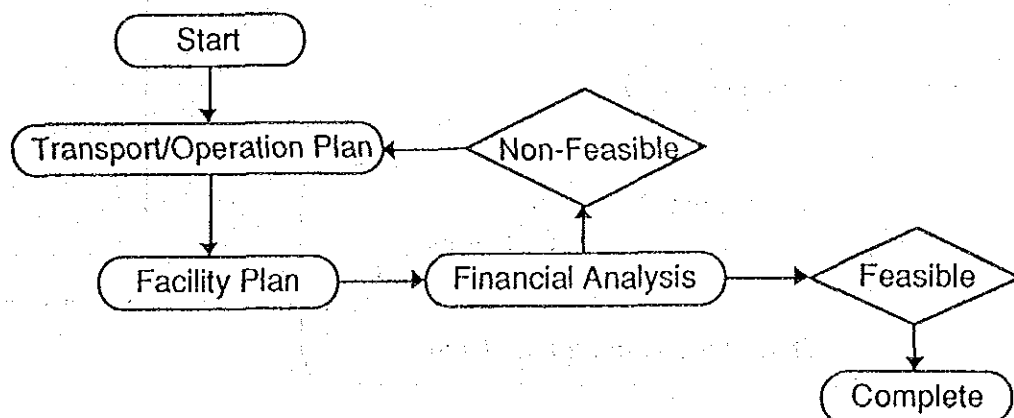 Start
Transport/Operation Plan
Non-Feasible
Facility Plan
Financial Analysis
Feasible
Complete